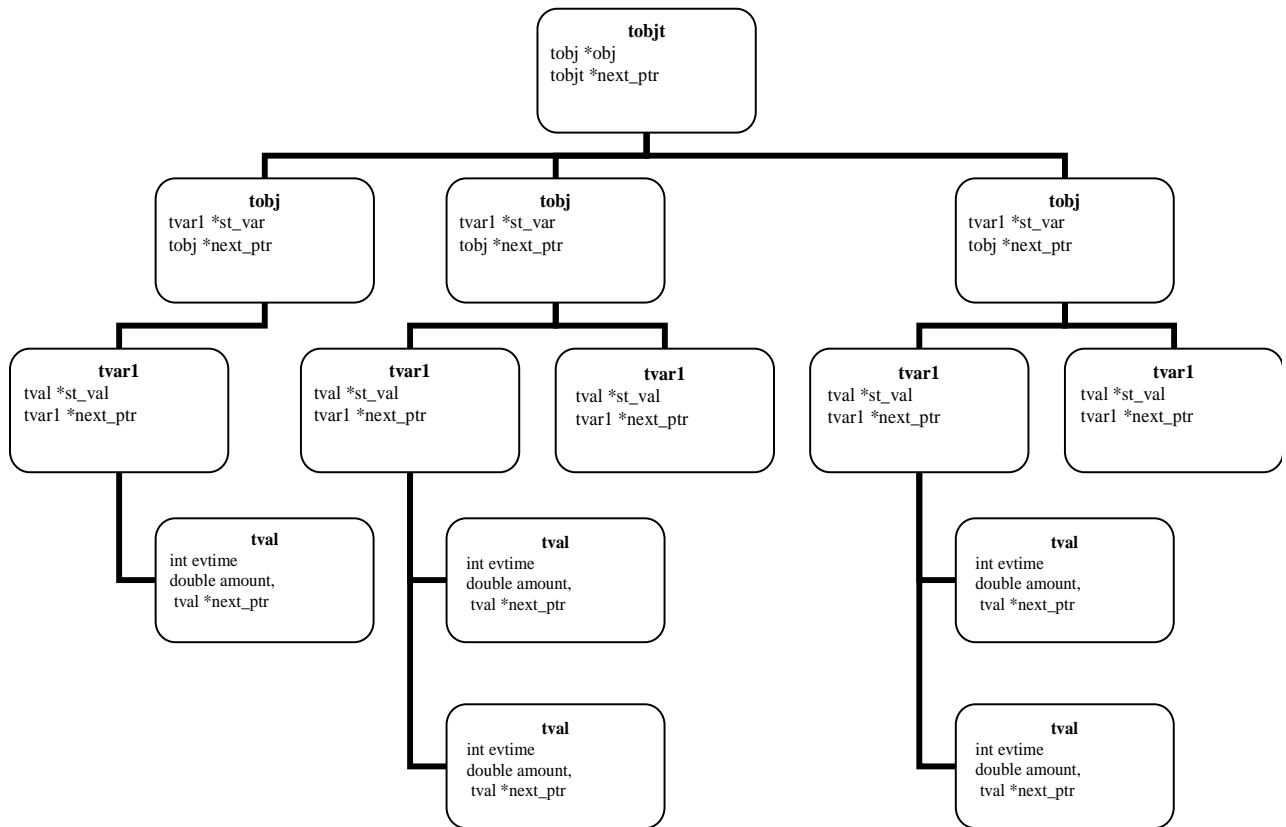 tobjt
tobj *obj
tobjt *next_ptr
tobj
tvar1 *st_var
tobj *next_ptr
tobj
tvar1 *st_var
tobj *next_ptr
tobj
tvar1 *st_var
tobj *next_ptr
tvar1
tval *st_val
tvar1 *next_ptr
tvar1
tval *st_val
tvar1 *next_ptr
tvar1
tval *st_val
tvar1 *next_ptr
tvar1
tval *st_val
tvar1 *next_ptr
tvar1
tval *st_val
tvar1 *next_ptr
tval
int evtime
double amount,
tval *next_ptr
tval
int evtime
double amount,
tval *next_ptr
tval
int evtime
double amount,
tval *next_ptr
tval
int evtime
double amount,
tval *next_ptr
tval
int evtime
double amount,
tval *next_ptr